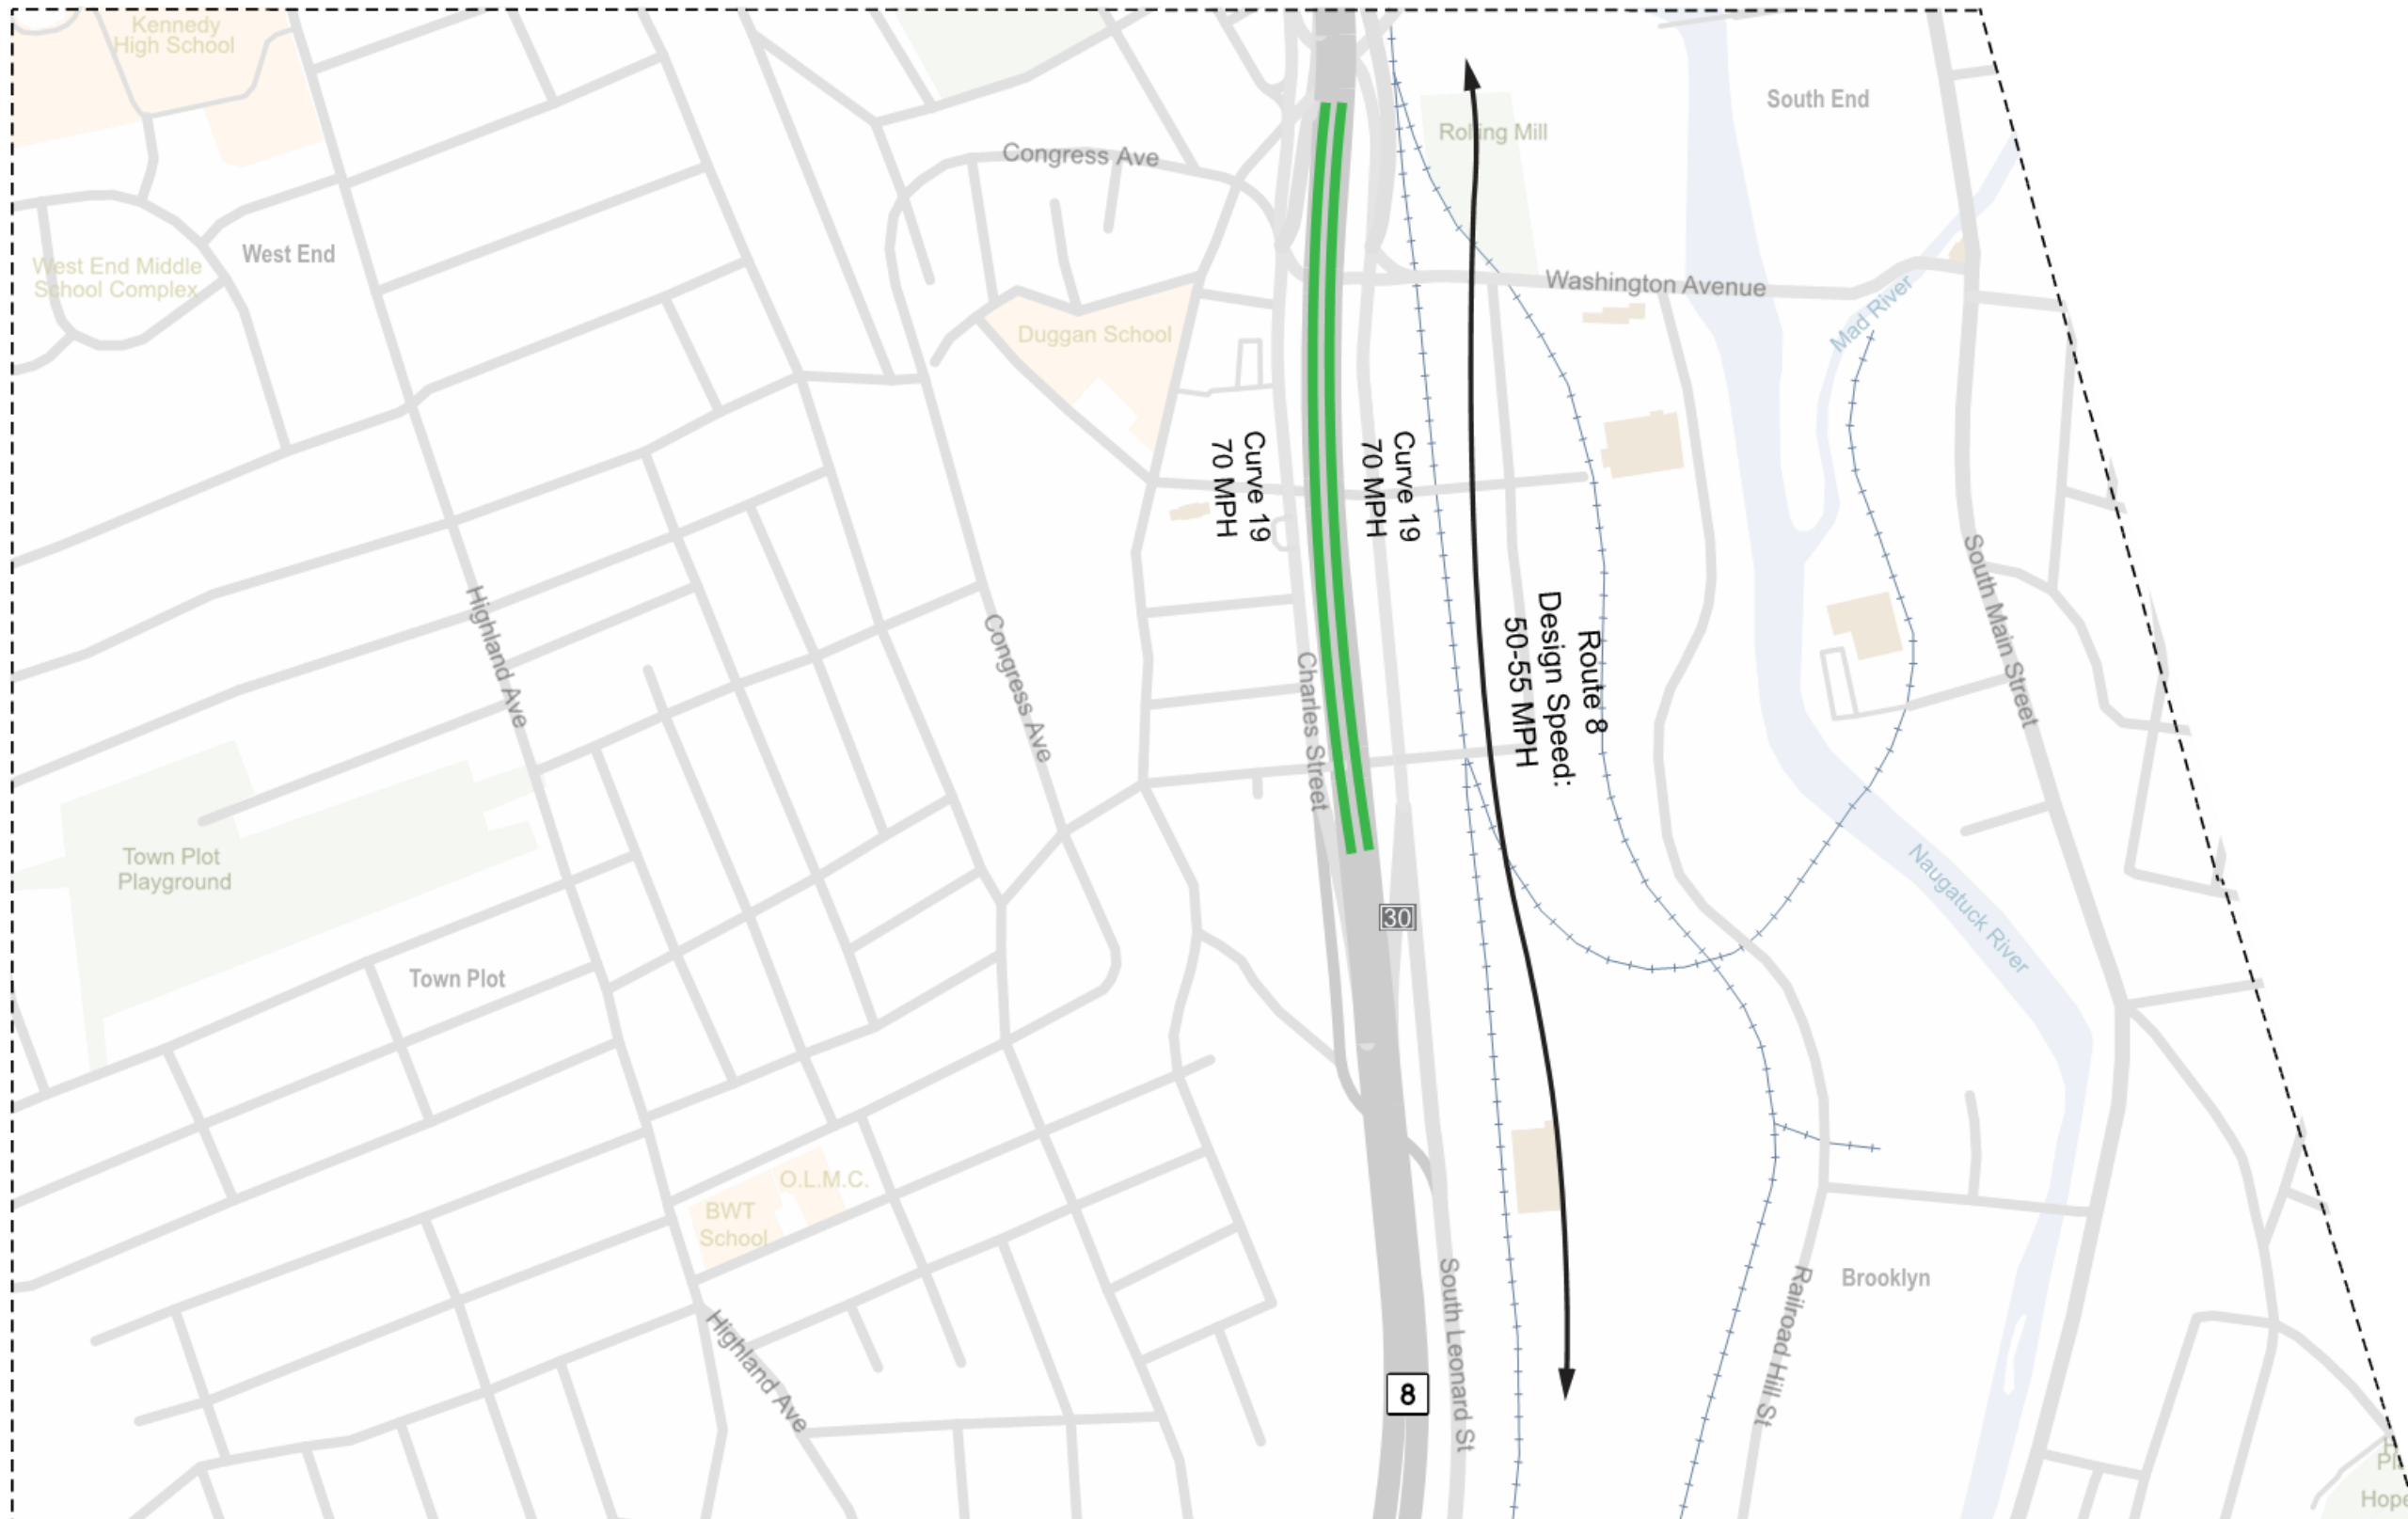 Kennedy
High School
South End
Rolling Mill
Congress Ave
West End
West End Middle
School Complex
Washington Avenue
Mad River
Duggan School
Curve 19
70 MPH
Curve 19
70 MPH
Highland Ave
Congress Ave
Charles Street
Route 8
Design Speed:
50-55 MPH
South Main Street
Town Plot
Playground
30
Naugatuck River
Town Plot
O.L.M.C.
BWT
School
Brooklyn
Highland Ave
8
South Leonard St
Railroad Hill St
Hope